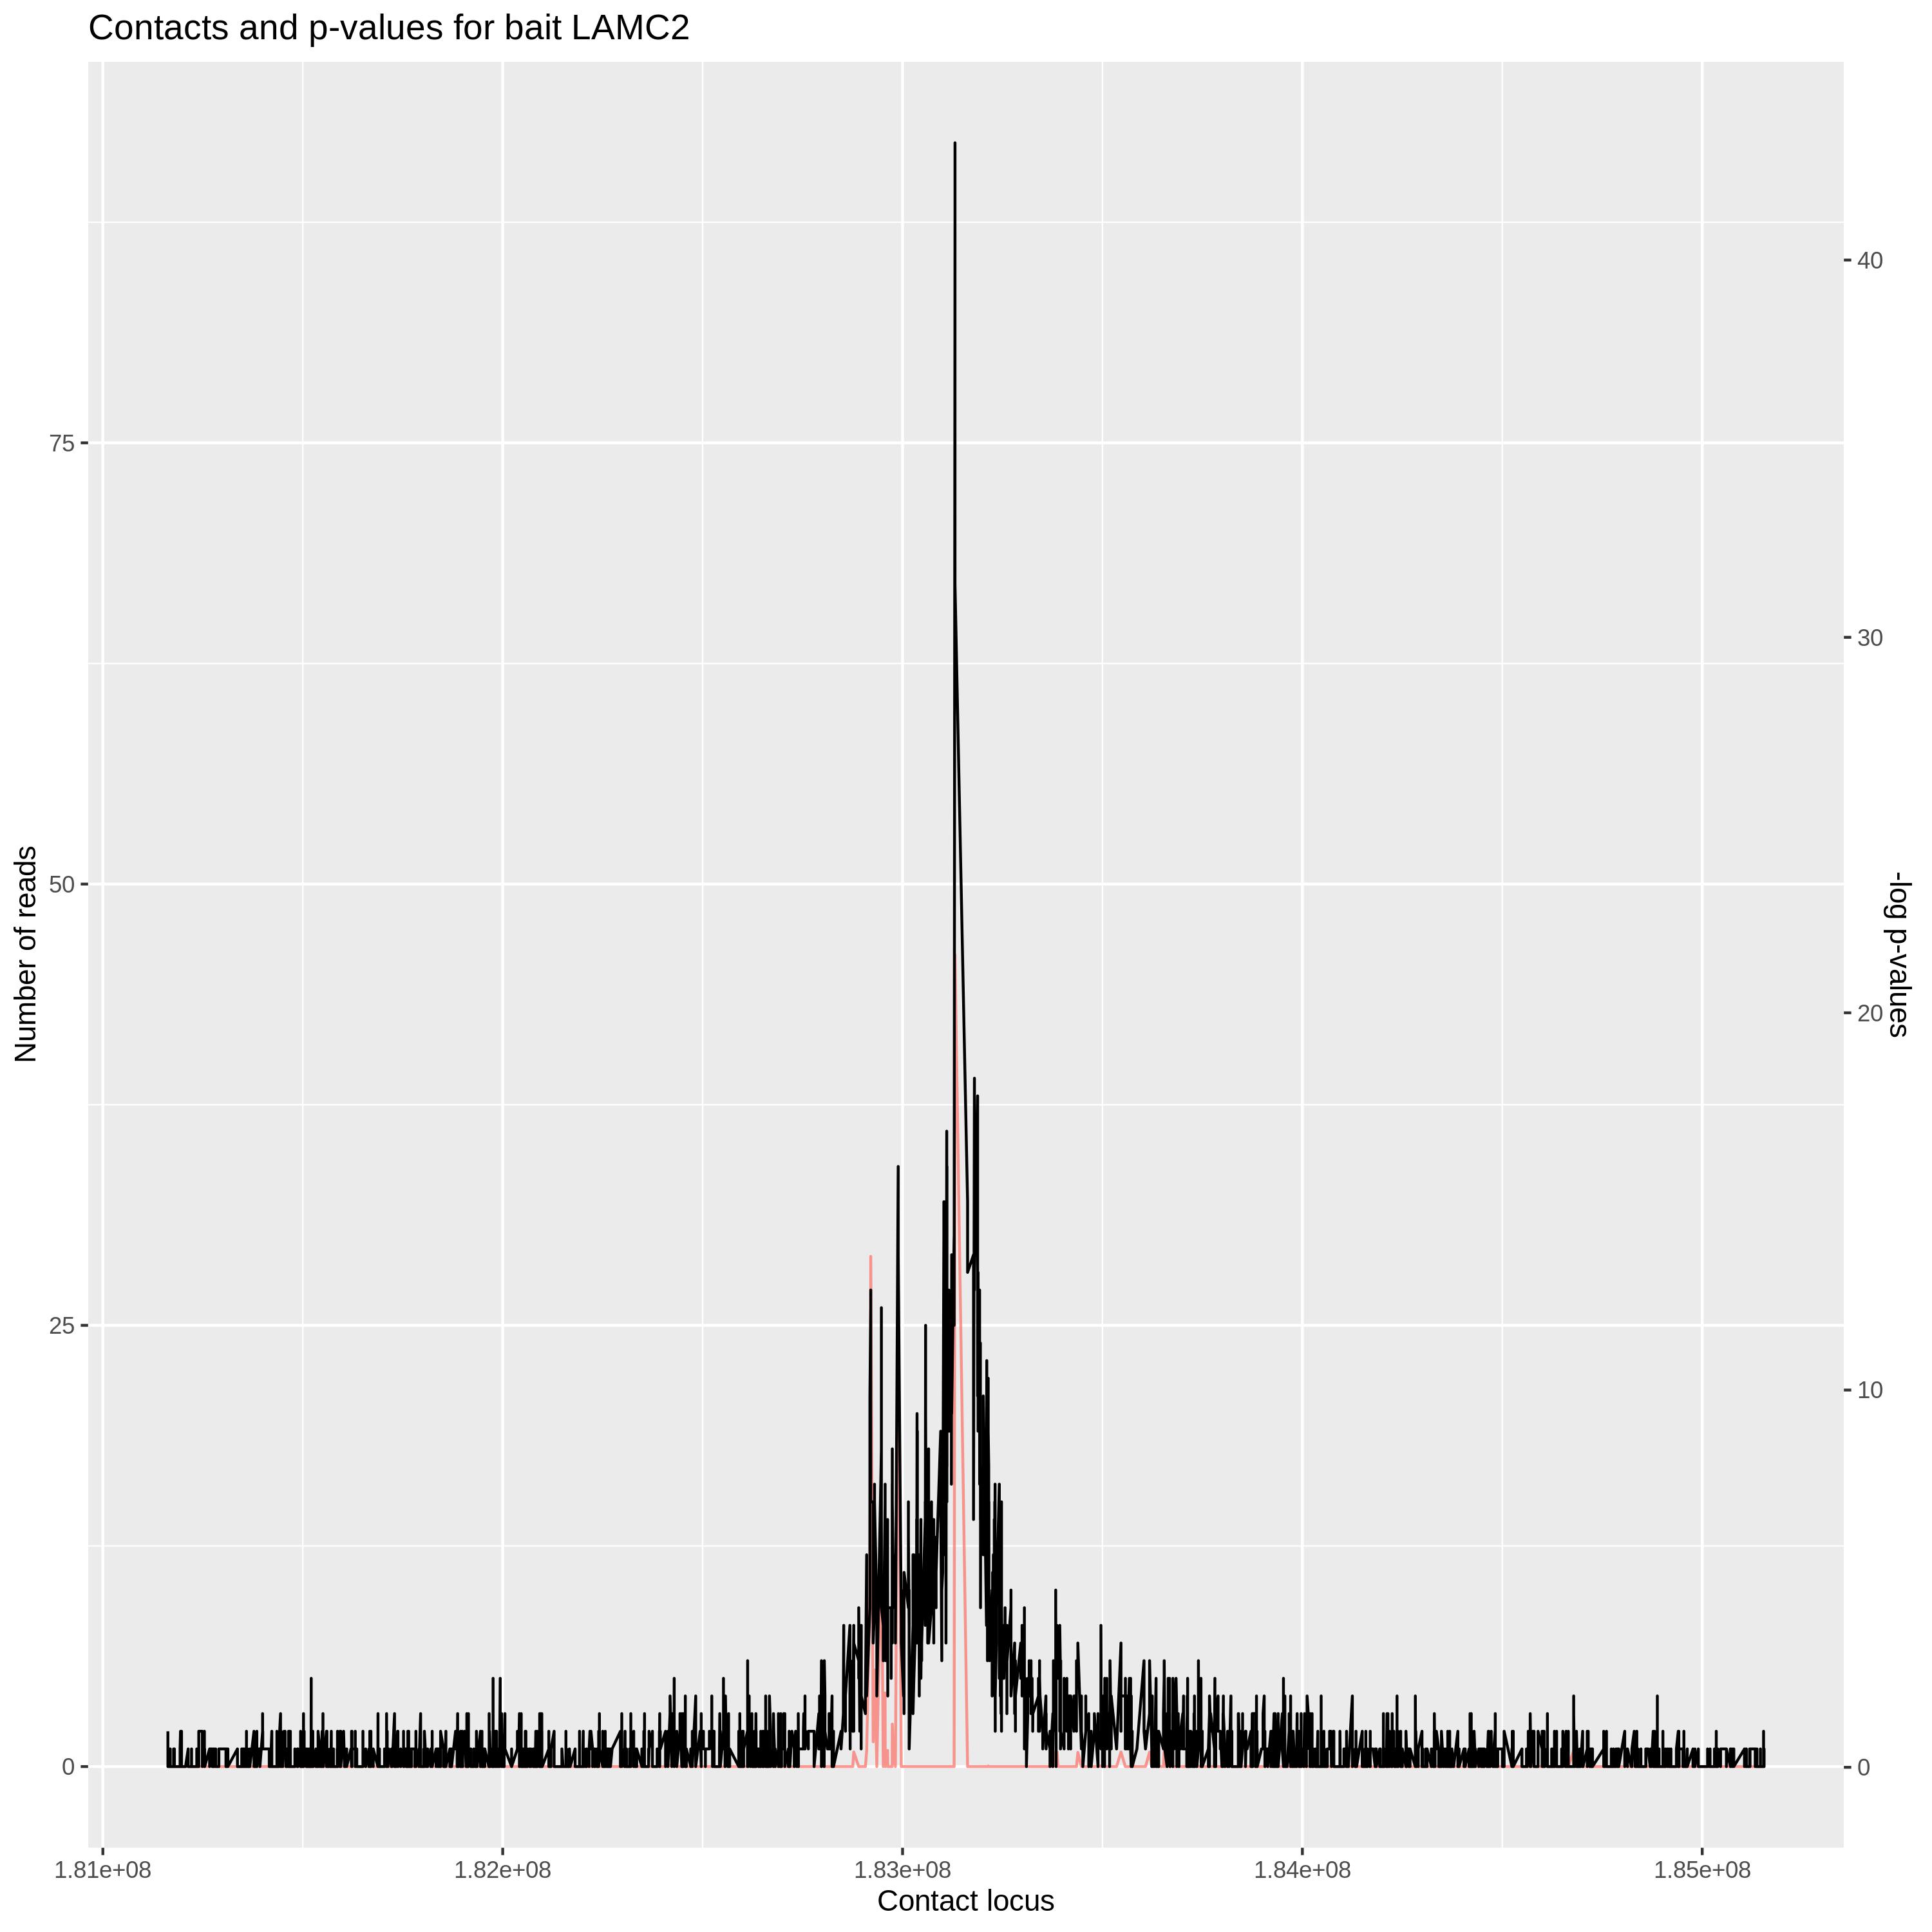 Contacts and p-values for bait LAMC2
Number of reads
75
50
25
0
40
30
20
10
0
-log p-values
1.81e+08
1.82e+08
1.83e+08
1.84e+08
1.85e+08
Contact locus